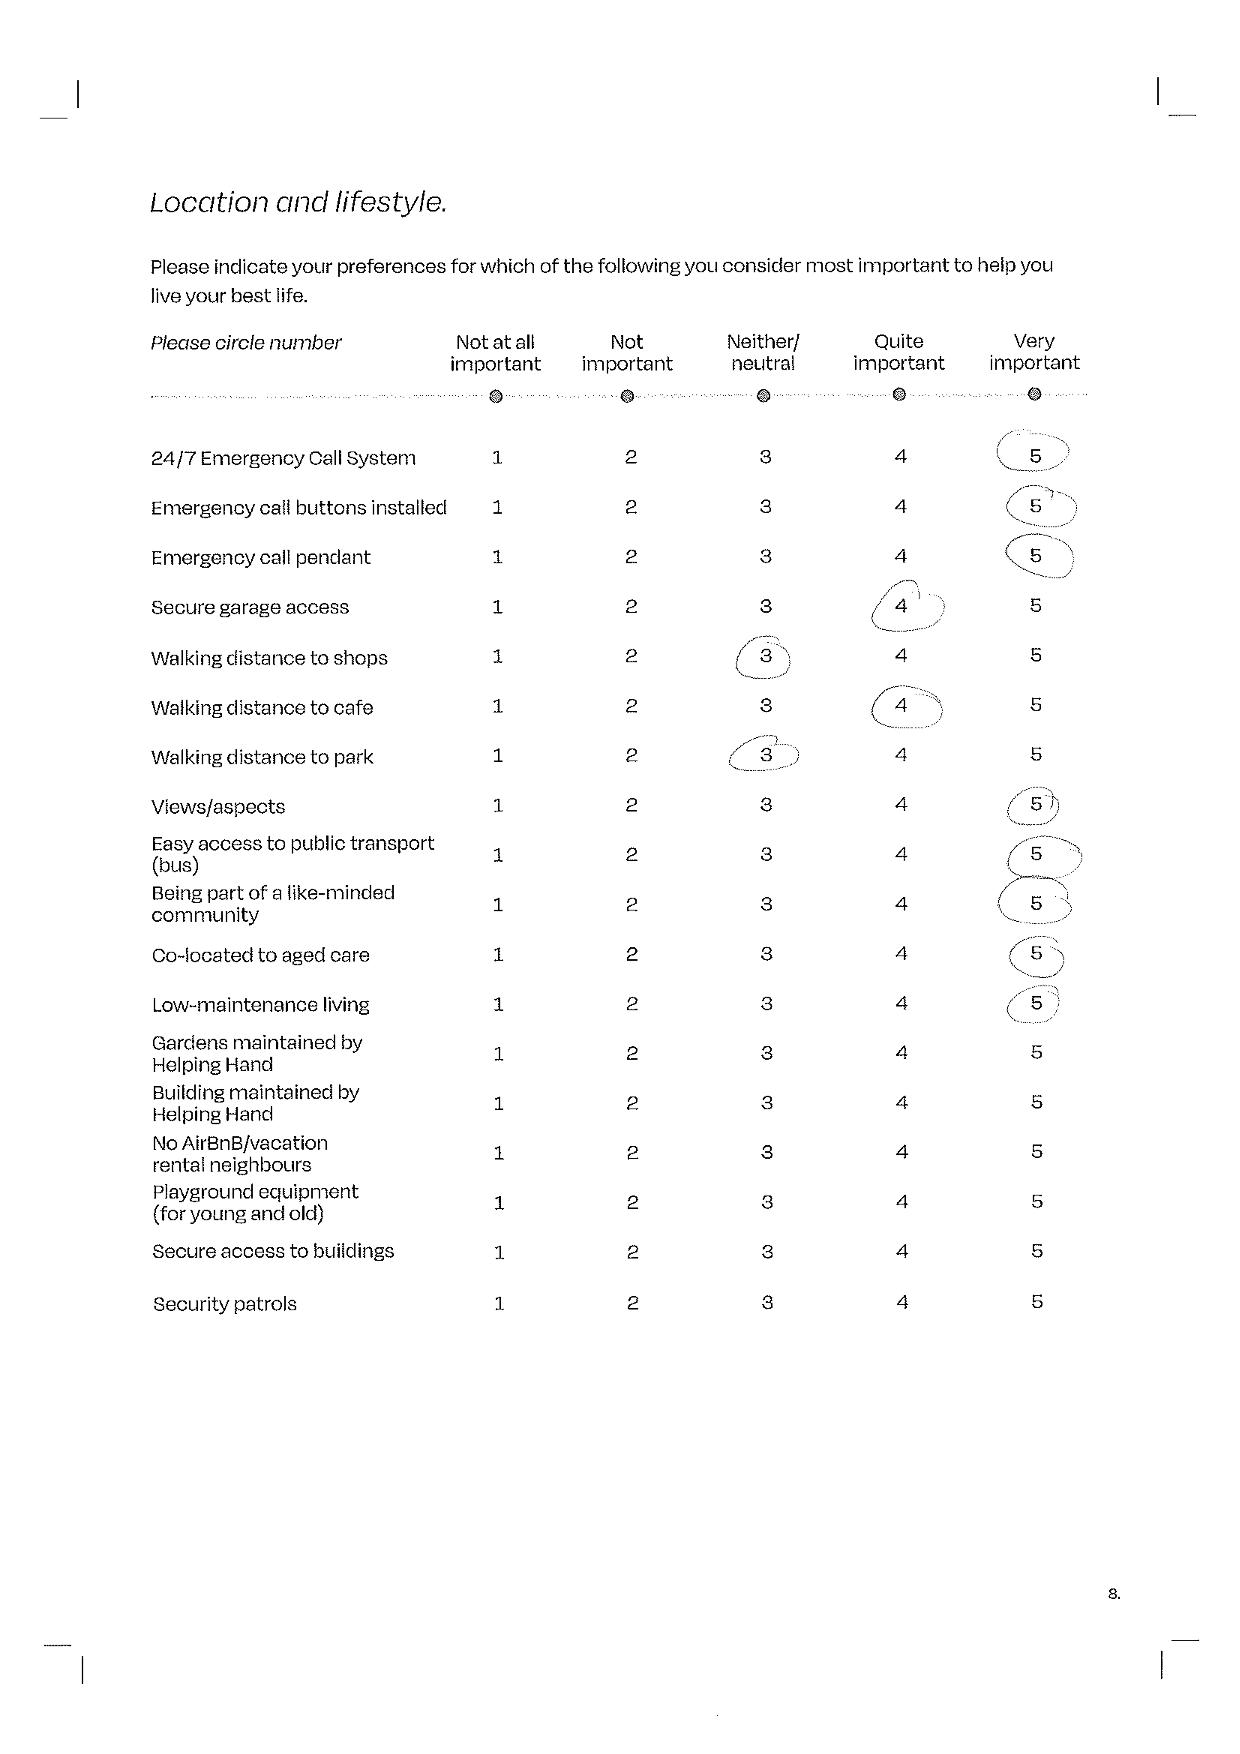 Location and lifestyle.
Please indicate your preferences for which of the following you consider most important to help you
live your best life.
Please circle number Not at all important Not important Neither/ neutral Quite important Very important
24/7 Emergency Call System 1 2 3 4 5
Emergency call buttons installed 1 2 3 4 5
Emergency call pendant 1 2 3 4 5
Secure garage access 1 2 3 4 5
Walking distance to shops 1 2 3 4 5
Walking distance to cafe 1 2 3 4 5
Walking distance to park 1 2 3 4 5
Views/aspects 1 2 3 4 5
Easy access to public transport
(bus) 1 2 3 4 5
Being part of a like-minded
community 1 2 3 4 5
Co-located to aged care 1 2 3 4 5
Low-maintenance living 1 2 3 4 5
Gardens maintained by
Helping Hand 1 2 3 4 5
Building maintained by
Helping Hand 1 2 3 4 5
No AirBnB/vacation
rental neighbours 1 2 3 4 5
Playground equipment
(for young and old) 1 2 3 4 5
Secure access to buildings 1 2 3 4 5
Security patrols 1 2 3 4 5
8.